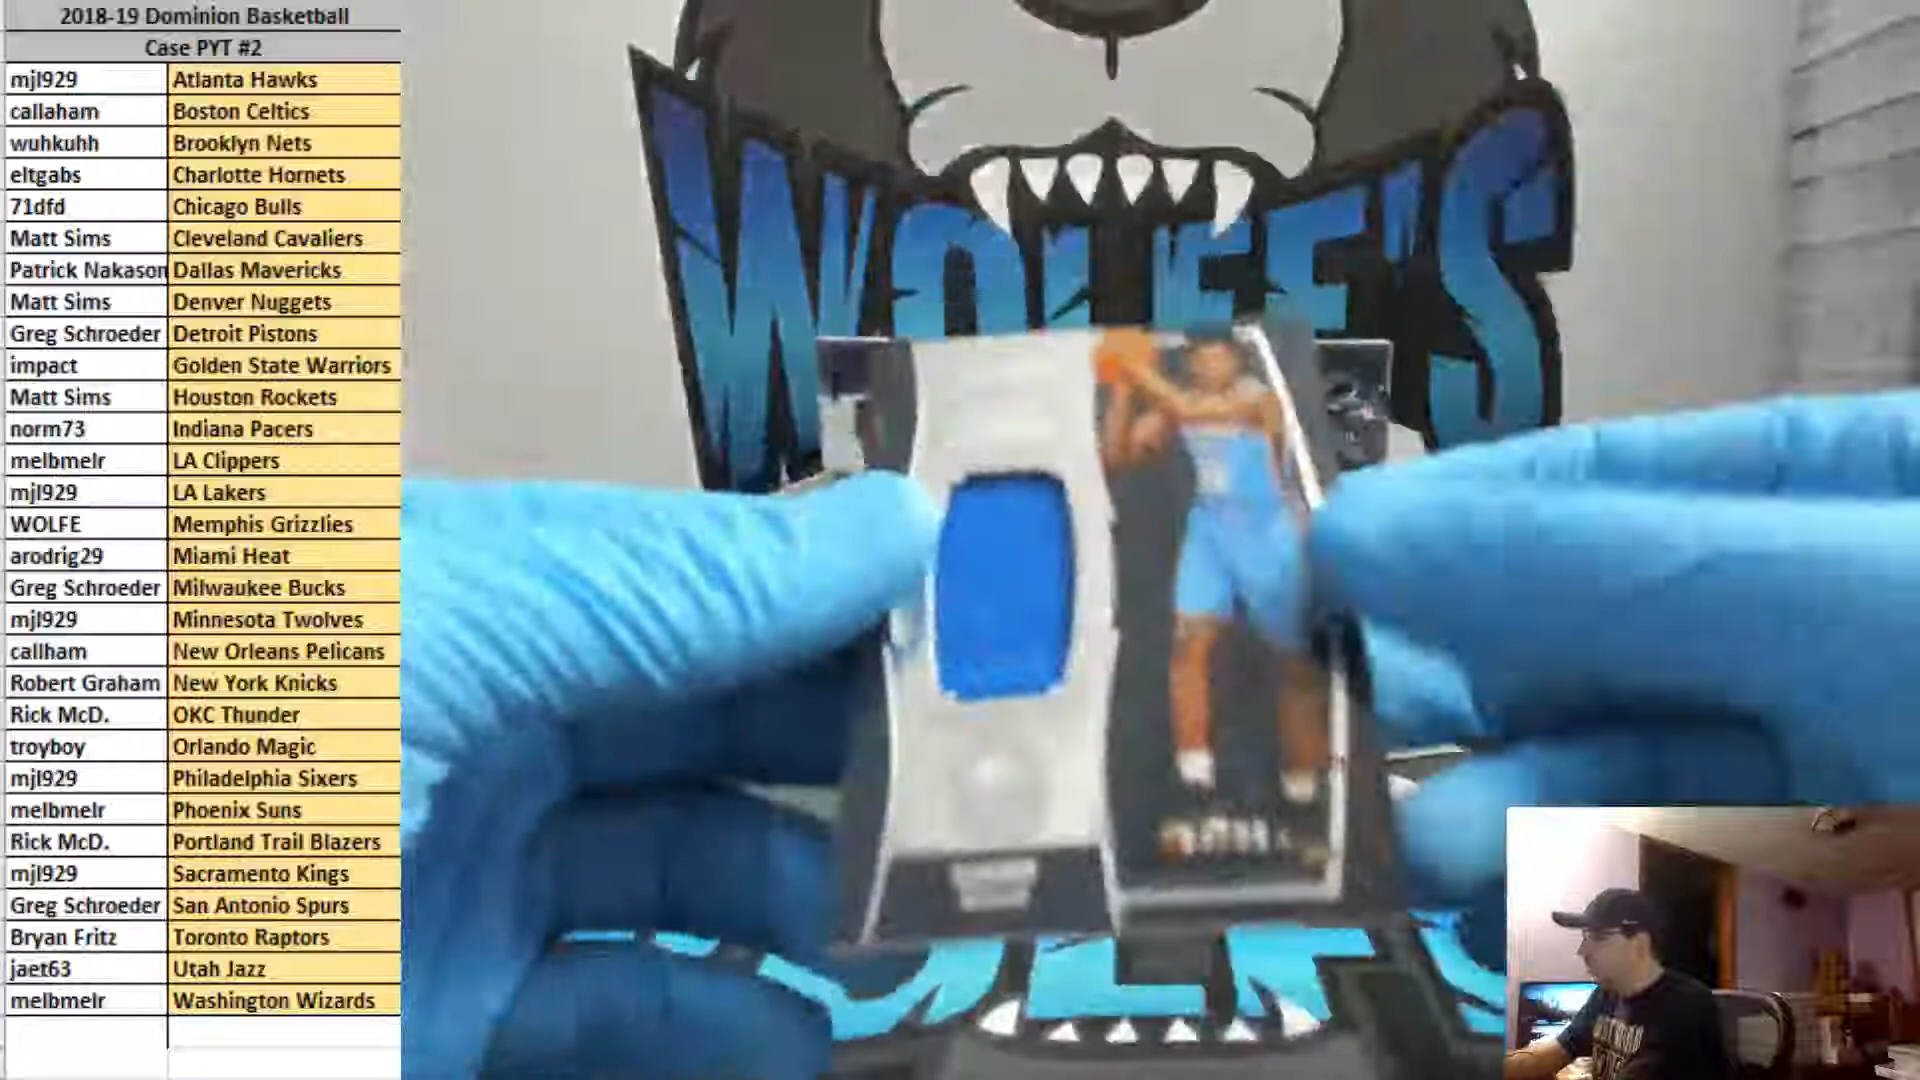 2018-19 Dominion Basketball
Case PYT #2
mjl929 Atlanta Hawks
callaham Boston Celtics
wuhkuhh Brooklyn Nets
eltgabs Charlotte Hornets
71dfd Chicago Bulls
Matt Sims Cleveland Cavaliers
Patrick Nakason Dallas Mavericks
Matt Sims Denver Nuggets
Greg Schroeder Detroit Pistons
impact Golden State Warriors
Matt Sims Houston Rockets
norm73 Indiana Pacers
melbmelr LA Clippers
mjl929 LA Lakers
WOLFE Memphis Grizzlies
arodrig29 Miami Heat
Greg Schroeder Milwaukee Bucks
mjl929 Minnesota Twolves
callham New Orleans Pelicans
Robert Graham New York Knicks
Rick McD. OKC Thunder
troyboy Orlando Magic
mjl929 Philadelphia Sixers
melbmelr Phoenix Suns
Rick McD. Portland Trail Blazers
mjl929 Sacramento Kings
Greg Schroeder San Antonio Spurs
Bryan Fritz Toronto Raptors
jaet63 Utah Jazz
melbmelr Washington Wizards
WOLFE'S